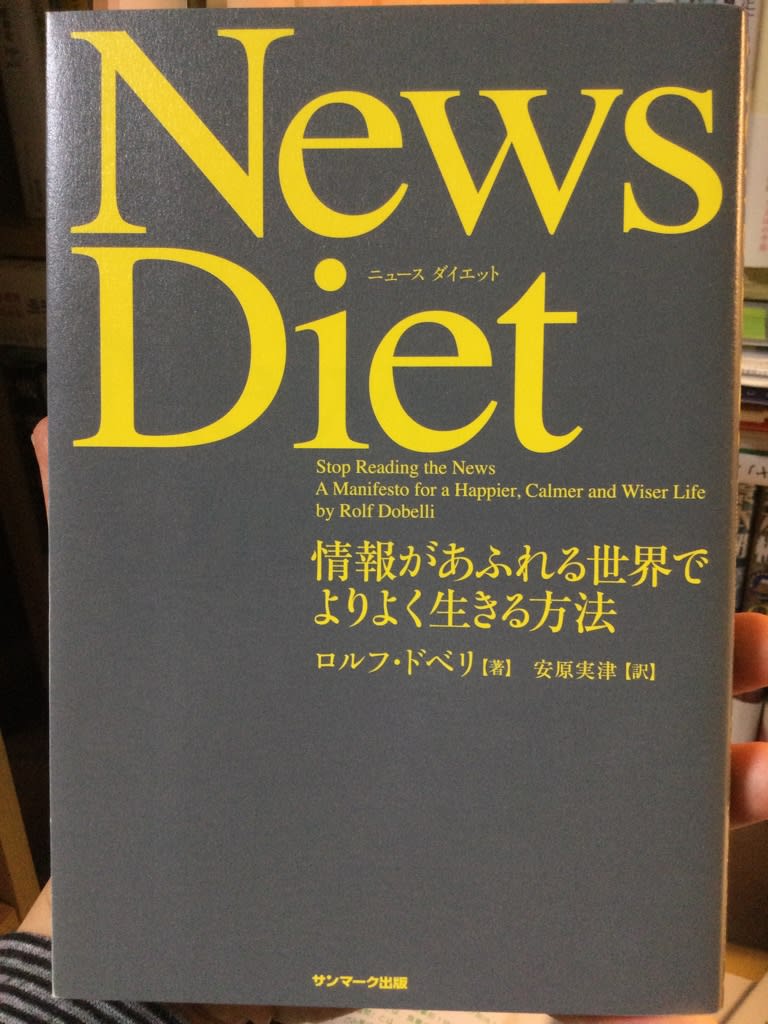 News
Diet
ニュース ダイエット
Stop Reading the News
A Manifesto for a Happier, Calmer and Wiser Life
by Rolf Dobelli
情報があふれる世界で
よりよく生きる方法
ロルフ・ドベリ【著】 安原実津【訳】
サンマーク出版